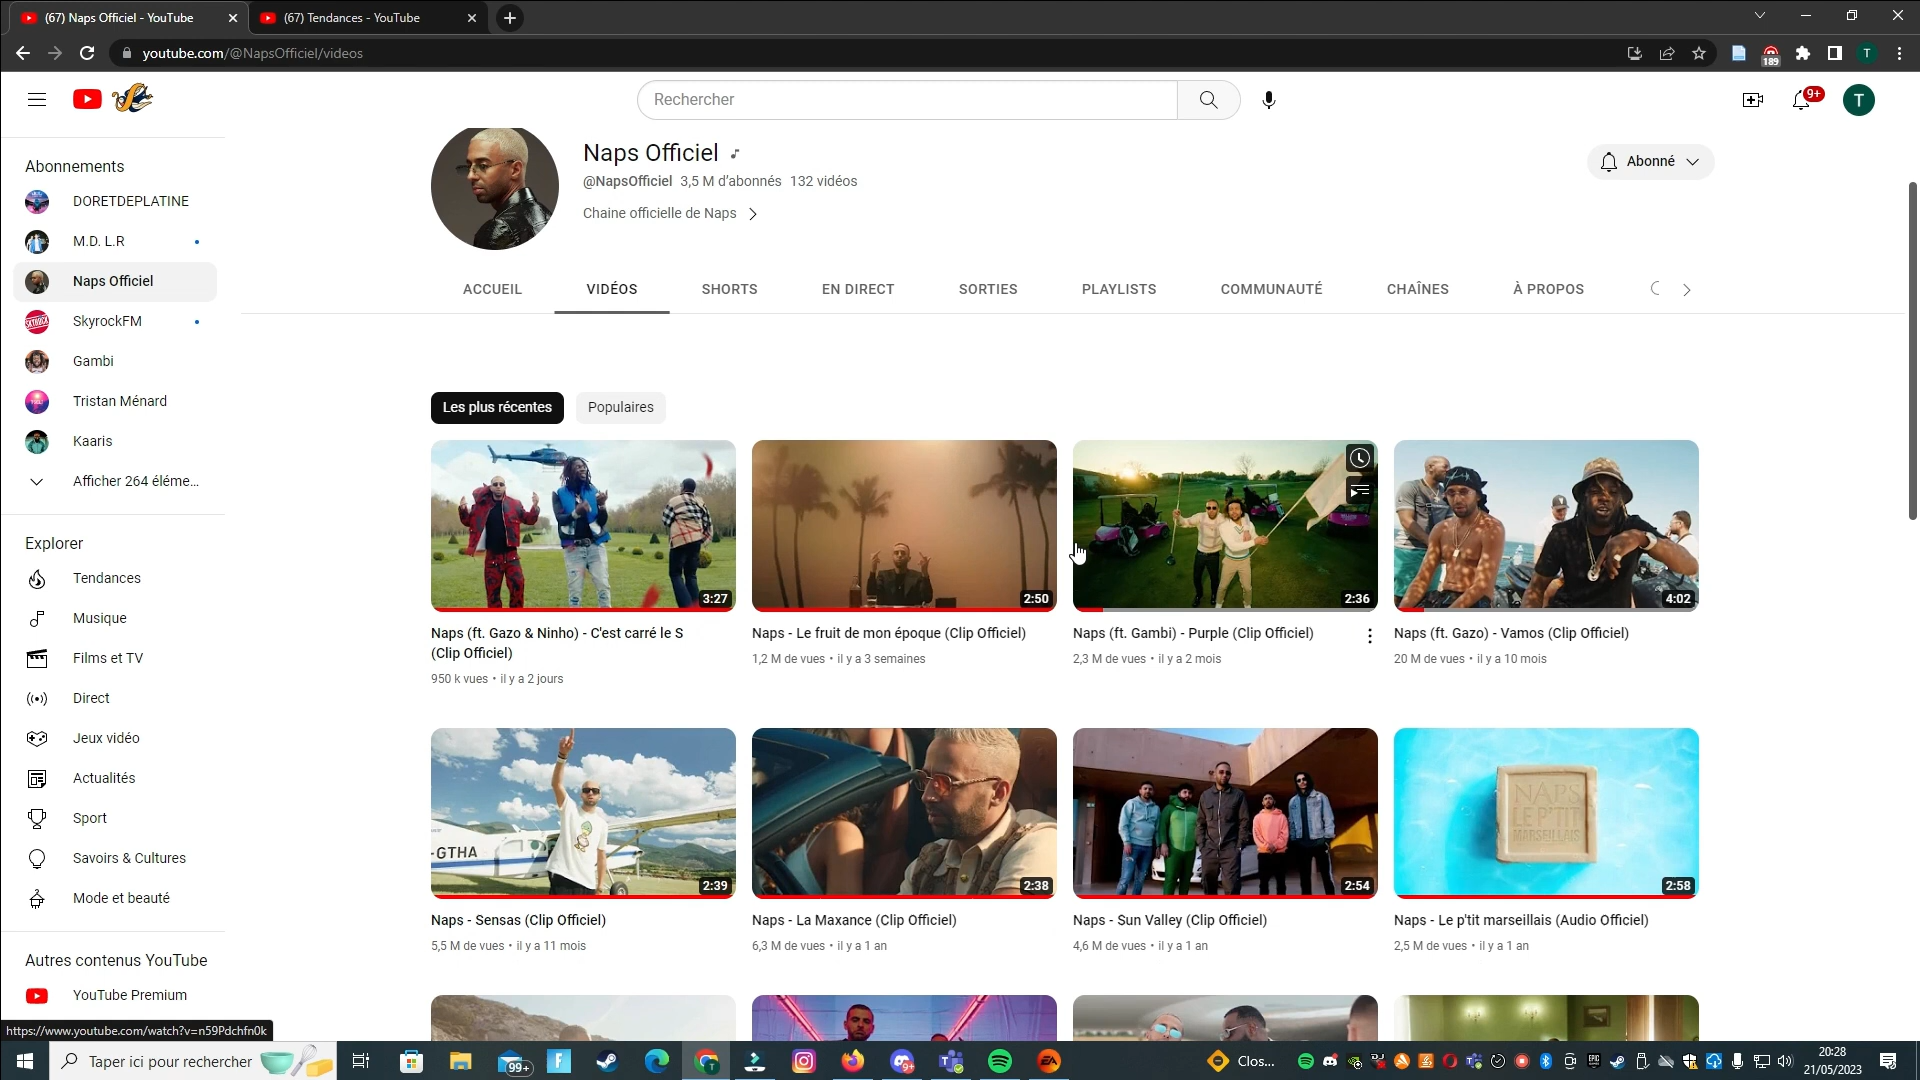 (67) Naps Officiel - YouTube
(67) Tendances - YouTube
youtube.com/@NapsOfficiel/videos
189
T
Rechercher
9+
T
Abonnements
DORETDEPLATINE
M.D. L.R
Naps Officiel
SKYROCK
SkyrockFM
Gambi
Tristan Ménard
Kaaris
Afficher 264 éléme...
Explorer
Tendances
Musique
Films et TV
Direct
Jeux vidéo
Actualités
Sport
Savoirs & Cultures
Mode et beauté
Autres contenus YouTube
YouTube Premium
https://www.youtube.com/watch?v=n59Pdchfn0k
Naps Officiel
@NapsOfficiel 3,5 M d'abonnés 132 vidéos
Chaine officielle de Naps
Abonné
ACCUEIL VIDÉOS SHORTS EN DIRECT SORTIES PLAYLISTS COMMUNAUTÉ CHAÎNES À PROPOS
Les plus récentes Populaires
3:27
Naps (ft. Gazo & Ninho) - C'est carré le S
(Clip Officiel)
950 k vues • il y a 2 jours
2:50
Naps - Le fruit de mon époque (Clip Officiel)
1,2 M de vues • il y a 3 semaines
2:36
Naps (ft. Gambi) - Purple (Clip Officiel)
2,3 M de vues • il y a 2 mois
4:02
Naps (ft. Gazo) - Vamos (Clip Officiel)
20 M de vues • il y a 10 mois
-GTHA
2:39
Naps - Sensas (Clip Officiel)
5,5 M de vues • il y a 11 mois
2:38
Naps - La Maxance (Clip Officiel)
6,3 M de vues • il y a 1 an
2:54
Naps - Sun Valley (Clip Officiel)
4,6 M de vues • il y a 1 an
NAPS
LE P'TIT
MARSEILLAIS
2:58
Naps - Le p'tit marseillais (Audio Officiel)
2,5 M de vues • il y a 1 an
Taper ici pour rechercher
99+
T
9+
EA
Clos...
EPIC
20:28
21/05/2023